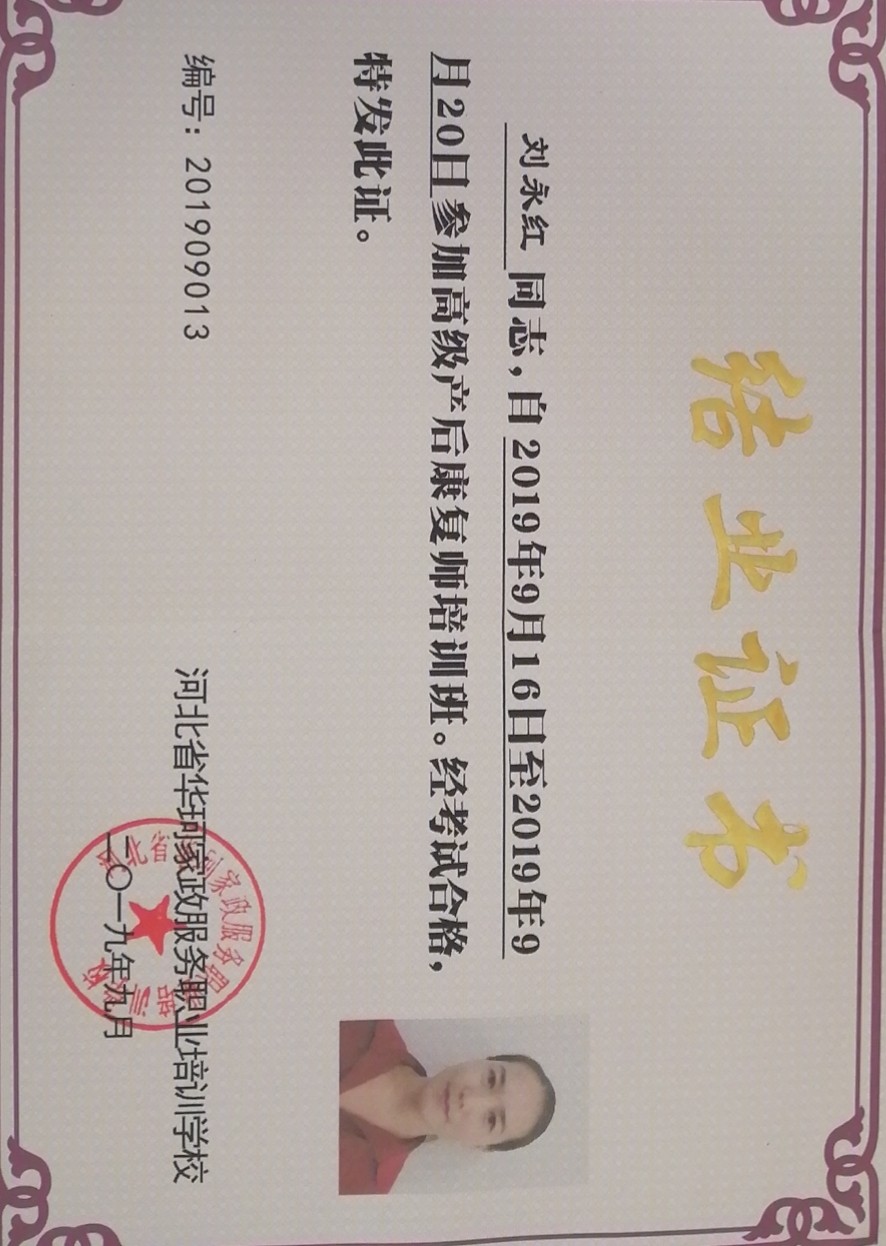 结业证书
刘永红 同志，自 2019年9月16日至2019年9
月20日参加高级产后康复师培训班。经考试合格，
特发此证。
编号：201909013
河北省华珂家政服务职业培训学校
二〇一九年九月